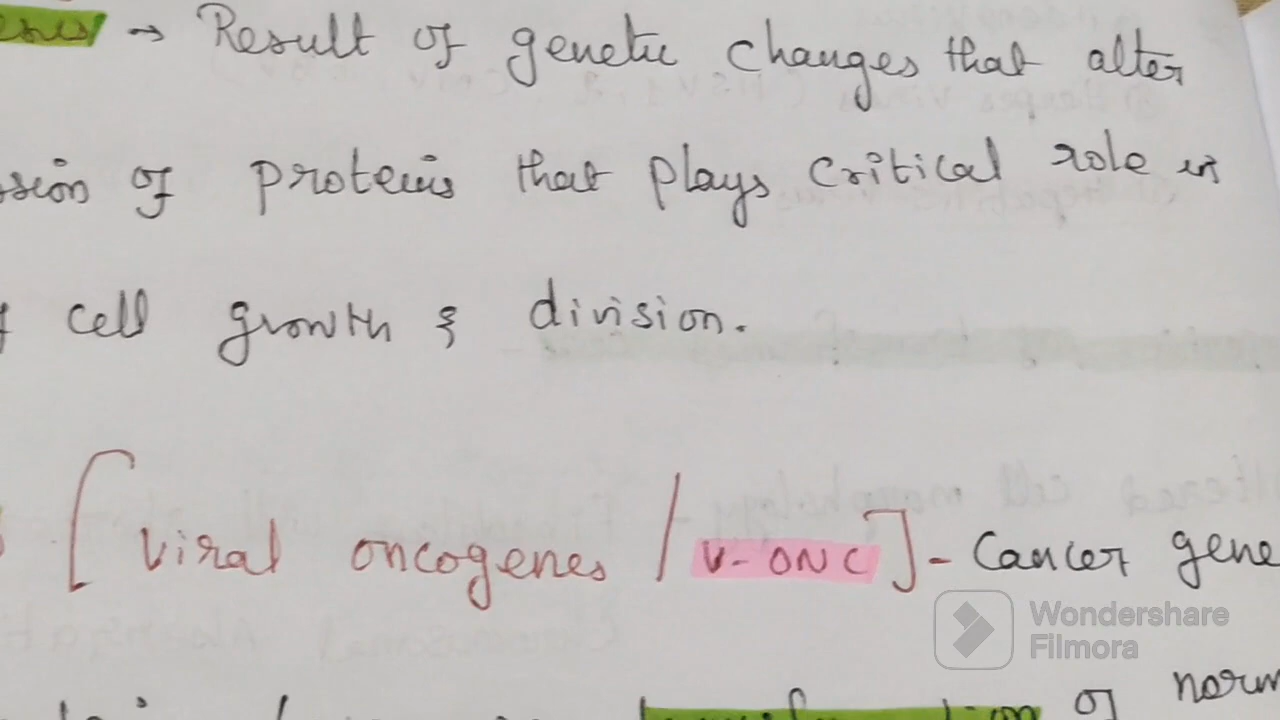 → Result of genetic changes that alter
of proteins that plays critical role in
cell growth & division.
[viral oncogenes / V-ONC] - Cancer gene
Wondershare
Filmora
of norm